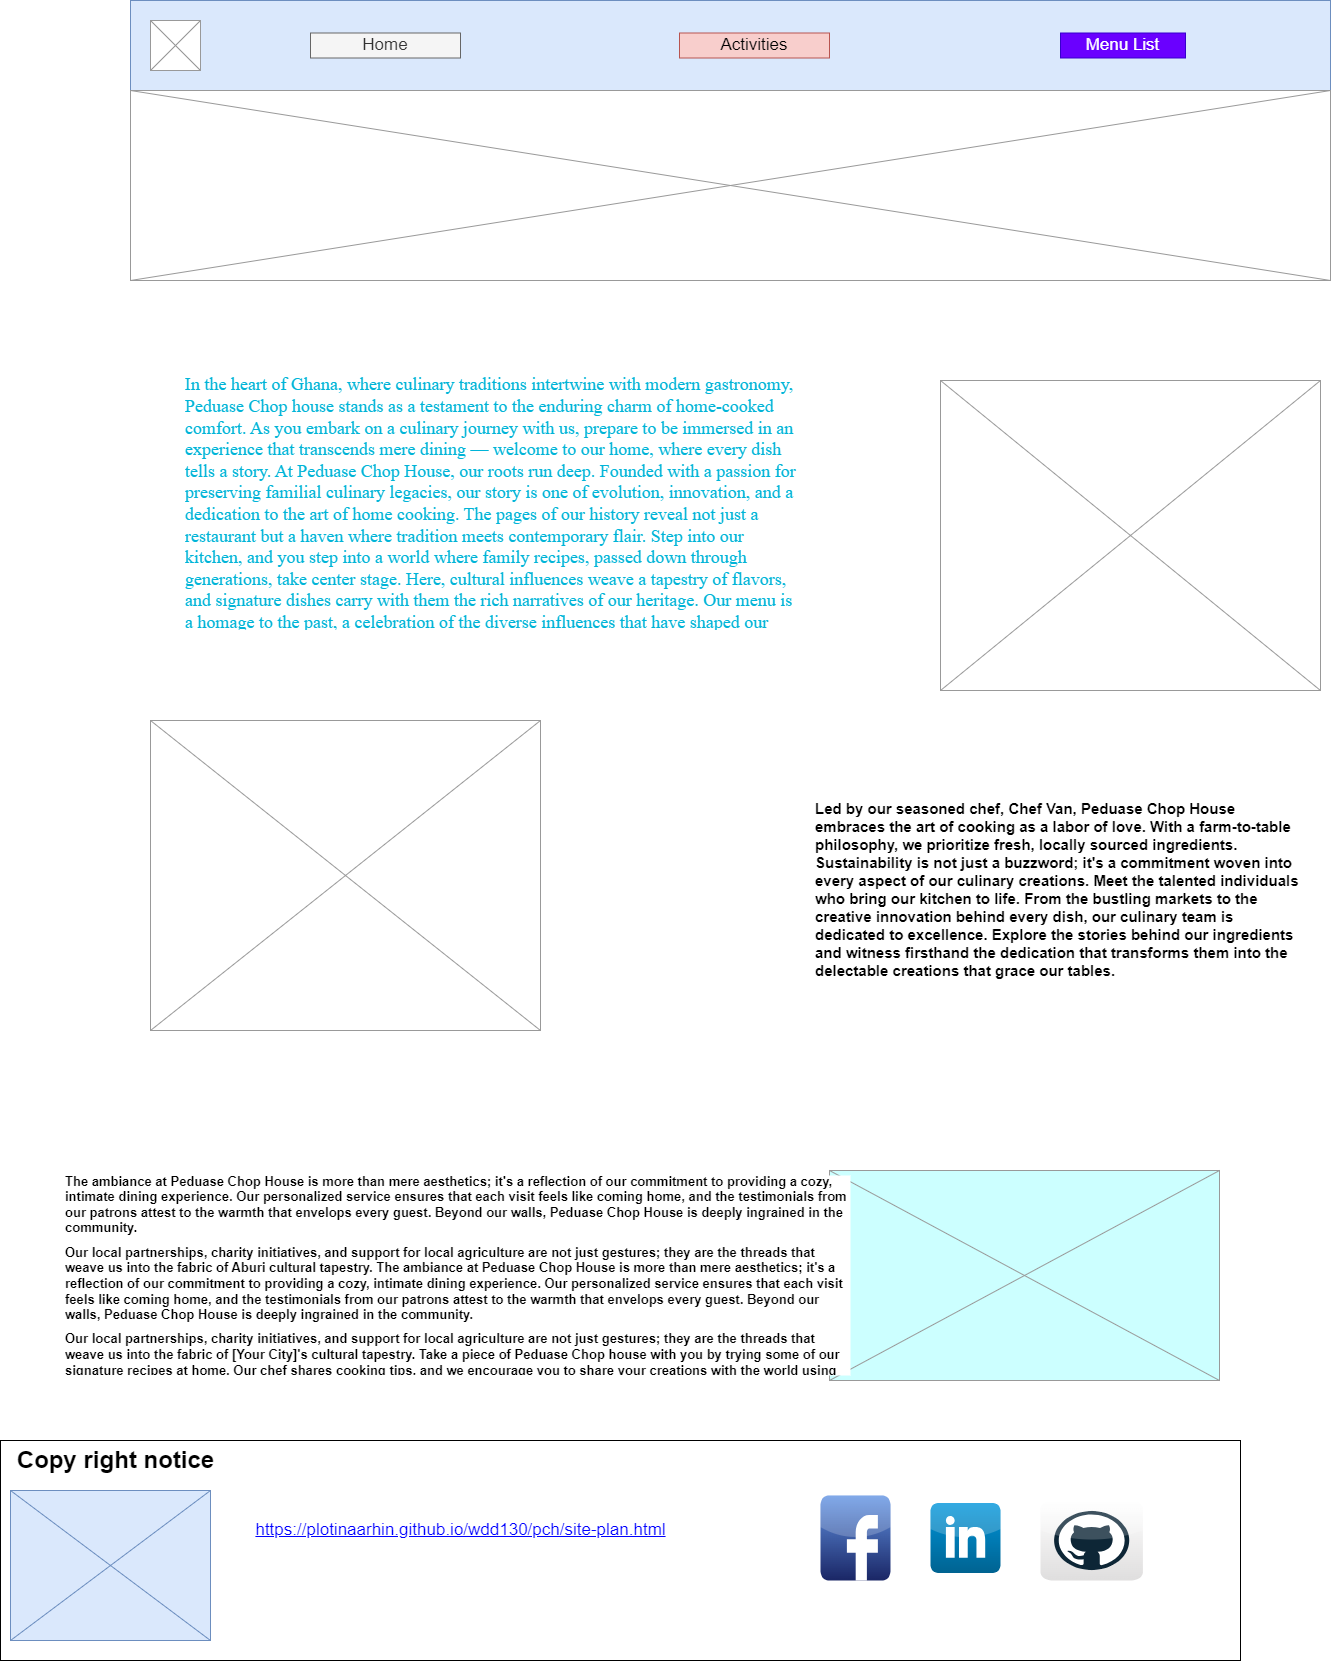 Home
Activities
Menu List
In the heart of Ghana, where culinary traditions intertwine with modern gastronomy,
Peduase Chop house stands as a testament to the enduring charm of home-cooked
comfort. As you embark on a culinary journey with us, prepare to be immersed in an
experience that transcends mere dining — welcome to our home, where every dish
tells a story. At Peduase Chop House, our roots run deep. Founded with a passion for
preserving familial culinary legacies, our story is one of evolution, innovation, and a
dedication to the art of home cooking. The pages of our history reveal not just a
restaurant but a haven where tradition meets contemporary flair. Step into our
kitchen, and you step into a world where family recipes, passed down through
generations, take center stage. Here, cultural influences weave a tapestry of flavors,
and signature dishes carry with them the rich narratives of our heritage. Our menu is
a homage to the past, a celebration of the diverse influences that have shaped our
Led by our seasoned chef, Chef Van, Peduase Chop House
embraces the art of cooking as a labor of love. With a farm-to-table
philosophy, we prioritize fresh, locally sourced ingredients.
Sustainability is not just a buzzword; it's a commitment woven into
every aspect of our culinary creations. Meet the talented individuals
who bring our kitchen to life. From the bustling markets to the
creative innovation behind every dish, our culinary team is
dedicated to excellence. Explore the stories behind our ingredients
and witness firsthand the dedication that transforms them into the
delectable creations that grace our tables.
The ambiance at Peduase Chop House is more than mere aesthetics; it's a reflection of our commitment to providing a cozy,
intimate dining experience. Our personalized service ensures that each visit feels like coming home, and the testimonials from
our patrons attest to the warmth that envelops every guest. Beyond our walls, Peduase Chop House is deeply ingrained in the
community.
Our local partnerships, charity initiatives, and support for local agriculture are not just gestures; they are the threads that
weave us into the fabric of Aburi cultural tapestry. The ambiance at Peduase Chop House is more than mere aesthetics; it's a
reflection of our commitment to providing a cozy, intimate dining experience. Our personalized service ensures that each visit
feels like coming home, and the testimonials from our patrons attest to the warmth that envelops every guest. Beyond our
walls, Peduase Chop House is deeply ingrained in the community.
Our local partnerships, charity initiatives, and support for local agriculture are not just gestures; they are the threads that
weave us into the fabric of [Your City]'s cultural tapestry. Take a piece of Peduase Chop house with you by trying some of our
signature recipes at home. Our chef shares cooking tips, and we encourage you to share your creations with the world using
Copy right notice
https://plotinaarhin.github.io/wdd130/pch/site-plan.html
f
in